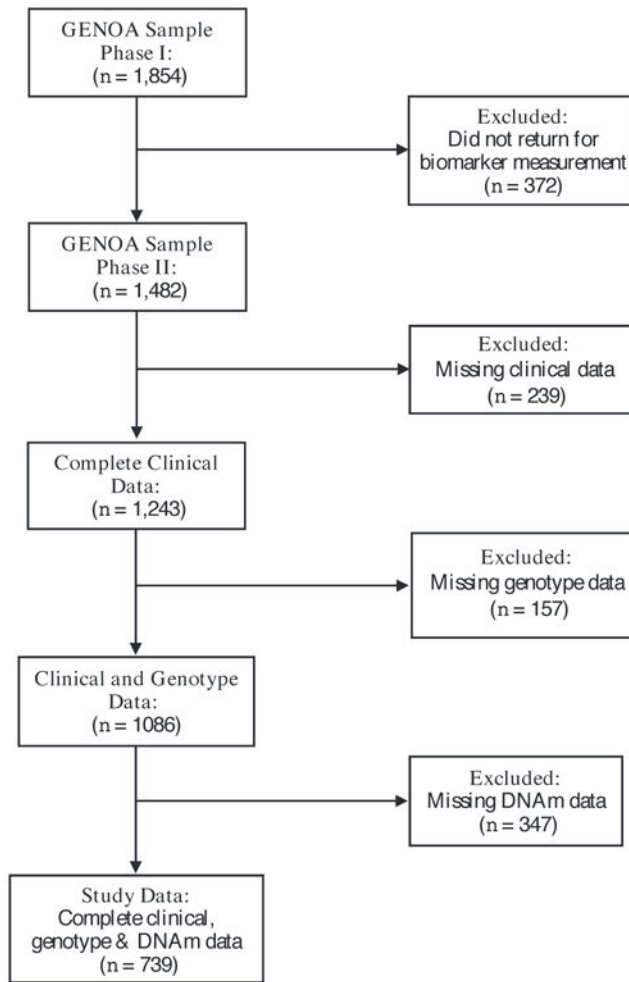 GENOA Sample
Phase I:
(n = 1,854)
Excluded:
Did not return for
biomarker measurement
(n = 372)
GENOA Sample
Phase II:
(n = 1,482)
Excluded:
Missing clinical data
(n = 239)
Complete Clinical
Data:
(n = 1,243)
Excluded:
Missing genotype data
(n = 157)
Clinical and Genotype
Data:
(n = 1086)
Excluded:
Missing DNAm data
(n = 347)
Study Data:
Complete clinical,
genotype & DNAm data
(n = 739)